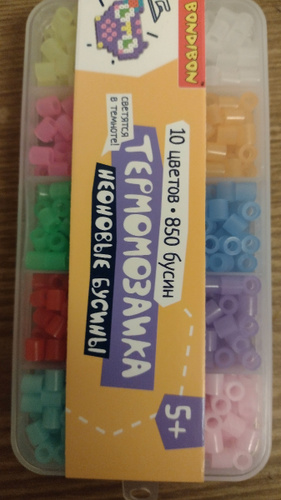 BONDIBON
СВЕТЯТСЯ
В ТЕМНОТЕ!
10 ЦВЕТОВ • 850 БУСИН
ТЕРМОМОЗАИКА
НЕОНОВЫЕ БУСИНЫ
5+